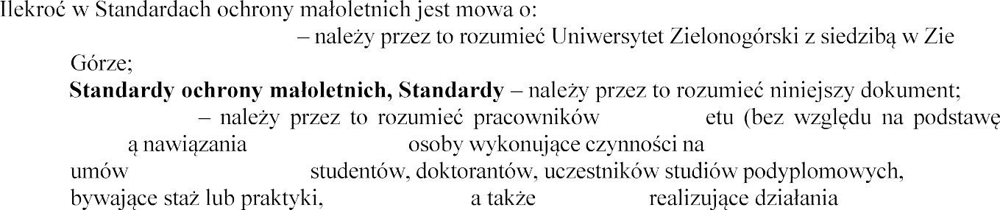 Ilekroć w Standardach ochrony małoletnich jest mowa o:
– należy przez to rozumieć Uniwersytet Zielonogórski z siedzibą w Zie
Górze;
Standardy ochrony małoletnich, Standardy – należy przez to rozumieć niniejszy dokument;
– należy przez to rozumieć pracowników etu (bez względu na podstawę
ą nawiązania osoby wykonujące czynności na
umów studentów, doktorantów, uczestników studiów podyplomowych,
bywające staż lub praktyki, a także realizujące działania